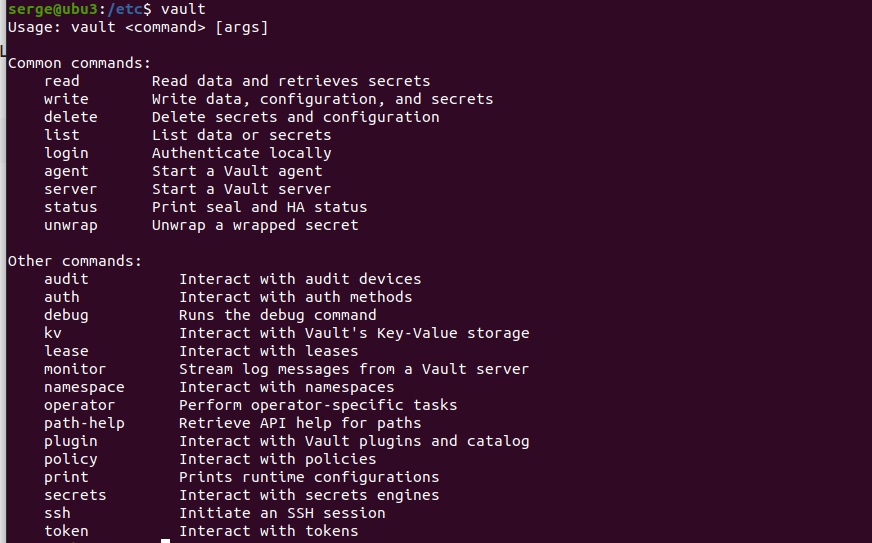 serge@ubu3:/etc$ vault
Usage: vault <command> [args]
Common commands:
read Read data and retrieves secrets
write Write data, configuration, and secrets
delete Delete secrets and configuration
list List data or secrets
login Authenticate locally
agent Start a Vault agent
server Start a Vault server
status Print seal and HA status
unwrap Unwrap a wrapped secret
Other commands:
audit Interact with audit devices
auth Interact with auth methods
debug Runs the debug command
kv Interact with Vault's Key-Value storage
lease Interact with leases
monitor Stream log messages from a Vault server
namespace Interact with namespaces
operator Perform operator-specific tasks
path-help Retrieve API help for paths
plugin Interact with Vault plugins and catalog
policy Interact with policies
print Prints runtime configurations
secrets Interact with secrets engines
ssh Initiate an SSH session
token Interact with tokens